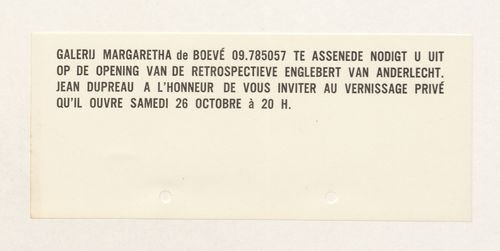 GALERIJ MARGARETHA de BOEVÉ 09.785057 TE ASSENEDE NODIGT U UIT
OP DE OPENING VAN DE RETROSPECTIEVE ENGLEBERT VAN ANDERLECHT.
JEAN DUPREAU A L'HONNEUR DE VOUS INVITER AU VERNISSAGE PRIVÉ
QU'IL OUVRE SAMEDI 26 OCTOBRE à 20 H.